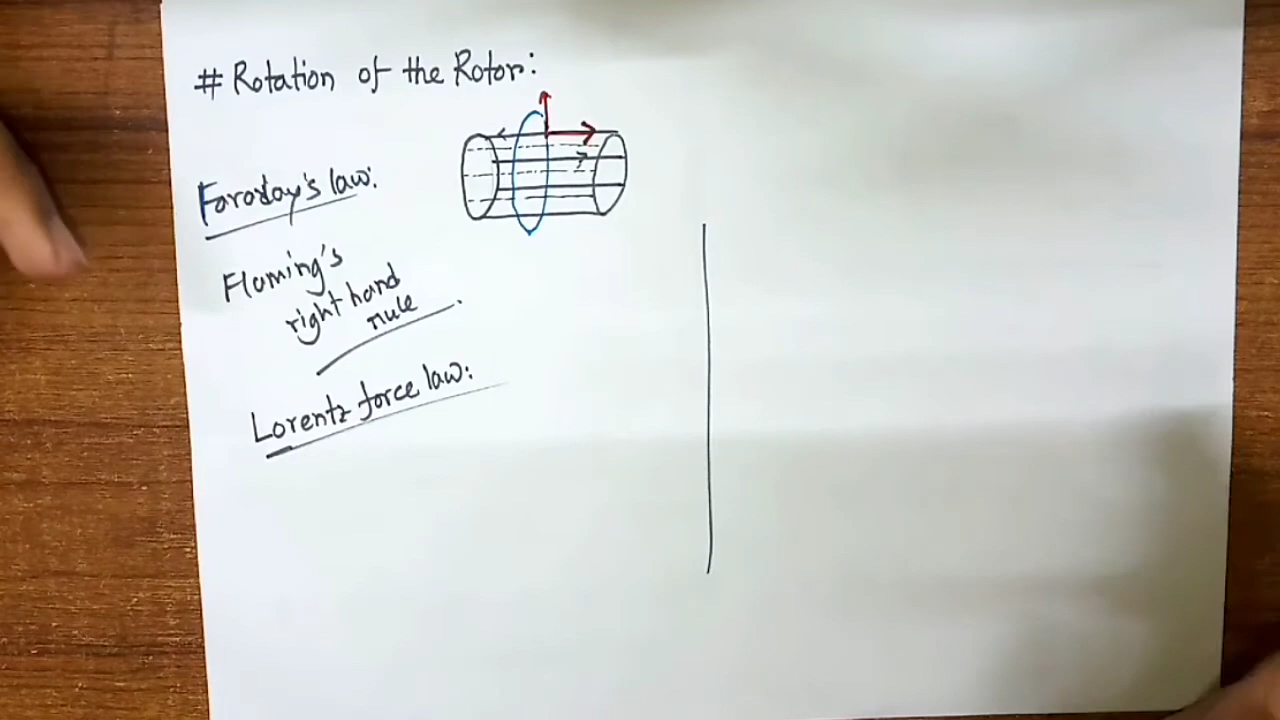 # Rotation of the Rotor:
Faraday's law:
Fleming's
right hand
rule.
Lorentz force law: